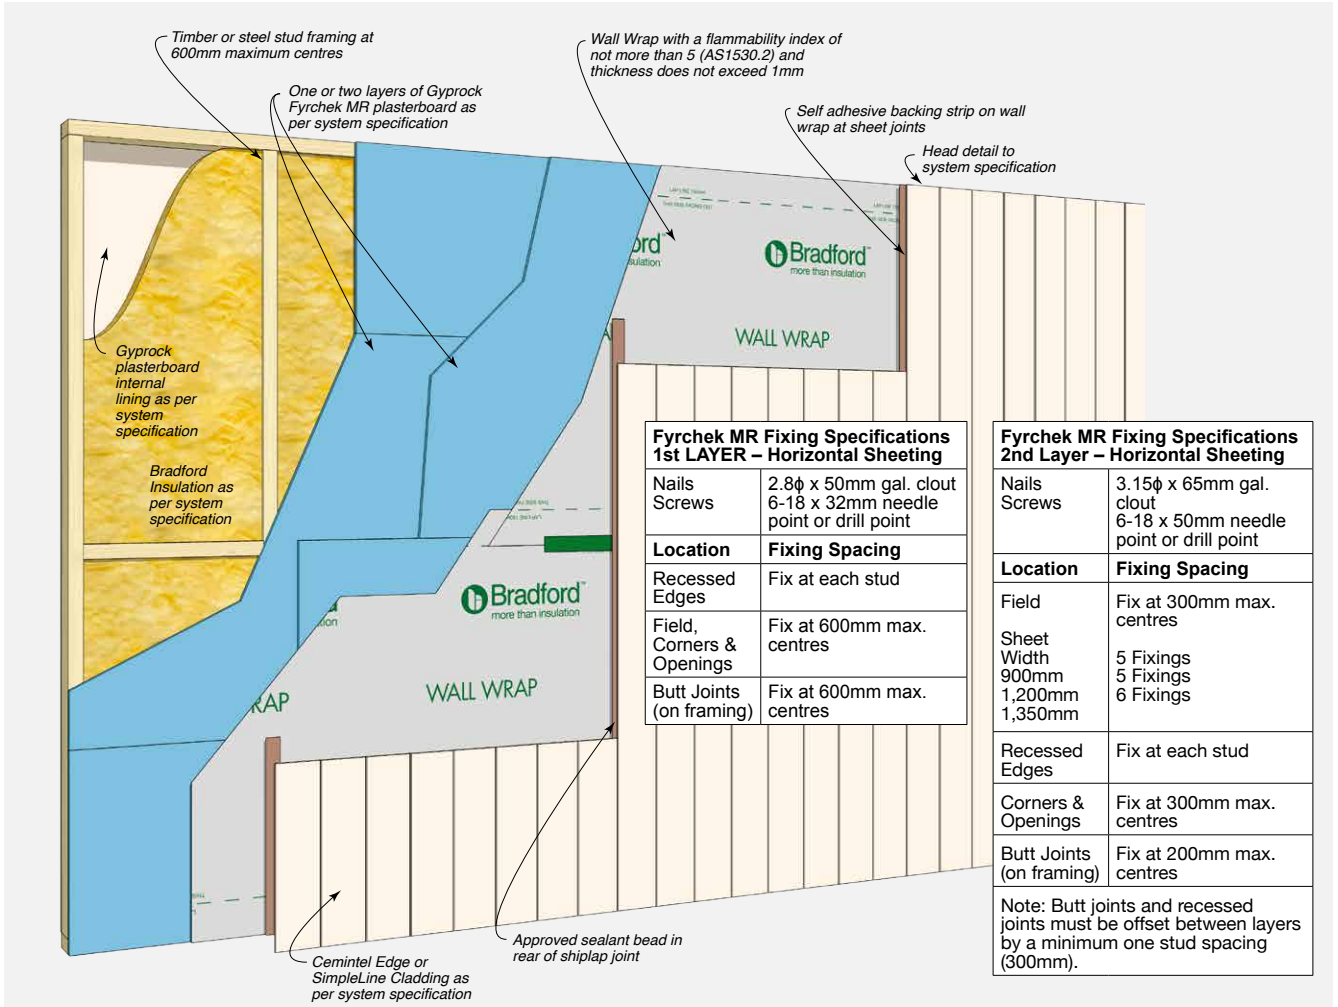 Timber or steel stud framing at
600mm maximum centres
One or two layers of Gyprock
Fyrchek MR plasterboard as
per system specification
Wall Wrap with a flammability index of
not more than 5 (AS1530.2) and
thickness does not exceed 1mm
Self adhesive backing strip on wall
wrap at sheet joints
Head detail to
system specification
ord™
sulation
Bradford™
more than insulation
WALL WRAP
Gyprock
plasterboard
internal
lining as per
system
specification
Bradford
Insulation as
per system
specification
Bradford™
more than insulation
WALL WRAP
RAP
Fyrchek MR Fixing Specifications
1st LAYER – Horizontal Sheeting
Nails 2.8ϕ x 50mm gal. clout
Screws 6-18 x 32mm needle
point or drill point
Location Fixing Spacing
Recessed Fix at each stud
Edges
Field, Fix at 600mm max.
Corners & centres
Openings
Butt Joints Fix at 600mm max.
(on framing) centres
Fyrchek MR Fixing Specifications
2nd Layer – Horizontal Sheeting
Nails 3.15ϕ x 65mm gal.
Screws clout
6-18 x 50mm needle
point or drill point
Location Fixing Spacing
Field Fix at 300mm max.
centres
Sheet
Width 5 Fixings
900mm 5 Fixings
1,200mm 6 Fixings
1,350mm
Recessed Fix at each stud
Edges
Corners & Fix at 300mm max.
Openings centres
Butt Joints Fix at 200mm max.
(on framing) centres
Note: Butt joints and recessed
joints must be offset between layers
by a minimum one stud spacing
(300mm).
Approved sealant bead in
rear of shiplap joint
Cemintel Edge or
SimpleLine Cladding as
per system specification